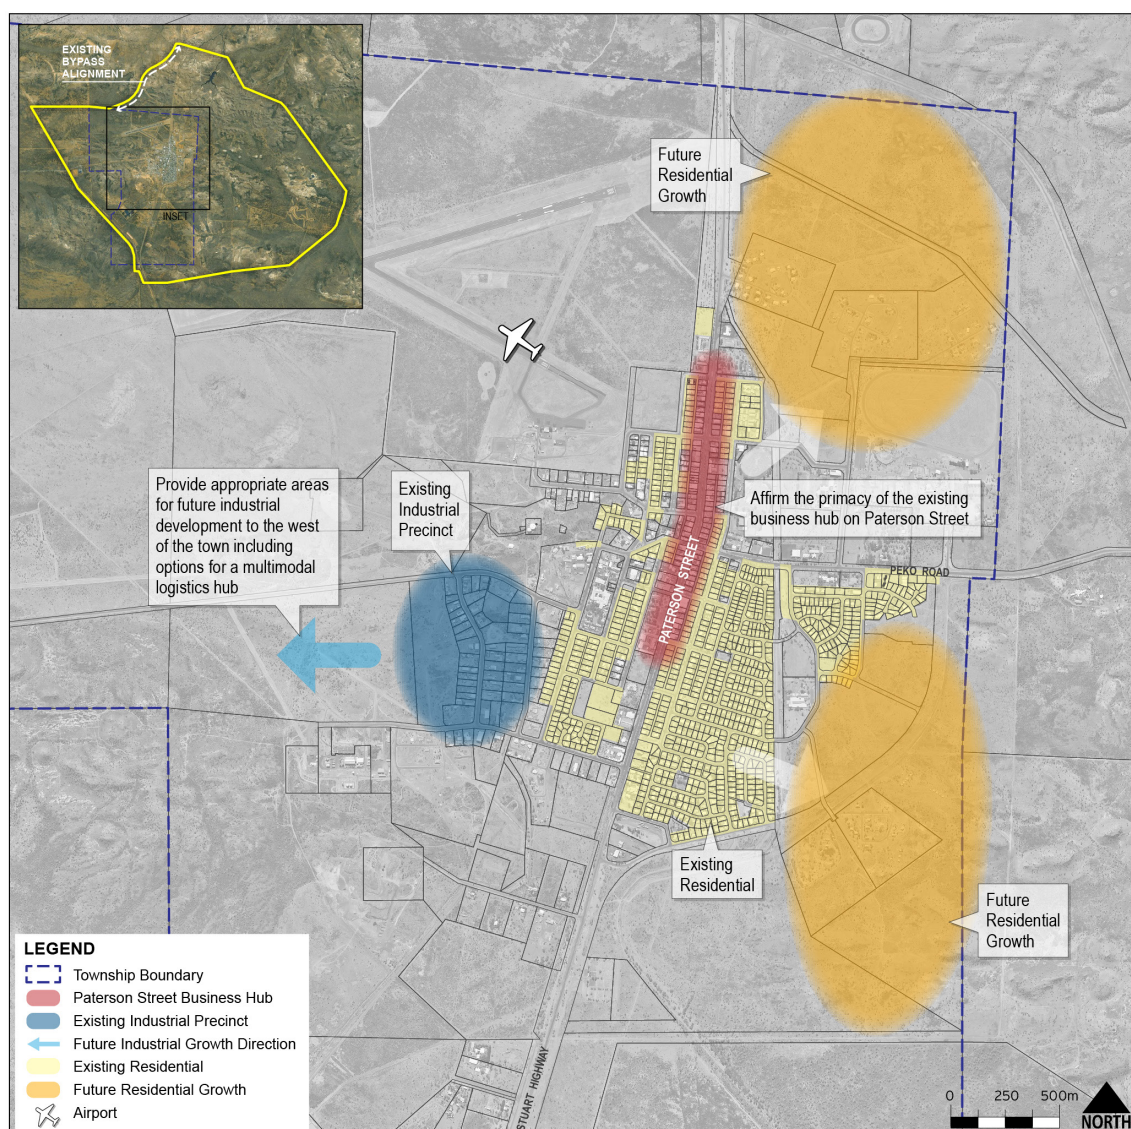 EXISTING
BYPASS
ALIGNMENT
INSET
Future
Residential
Growth
Provide appropriate areas
for future industrial
development to the west
of the town including
options for a multimodal
logistics hub
Existing
Industrial
Precinct
Affirm the primacy of the existing
business hub on Paterson Street
PATERSON STREET
PEKO ROAD
Existing
Residential
Future
Residential
Growth
STUART HIGHWAY
LEGEND
Township Boundary
Paterson Street Business Hub
Existing Industrial Precinct
Future Industrial Growth Direction
Existing Residential
Future Residential Growth
Airport
0 250 500m
NORTH